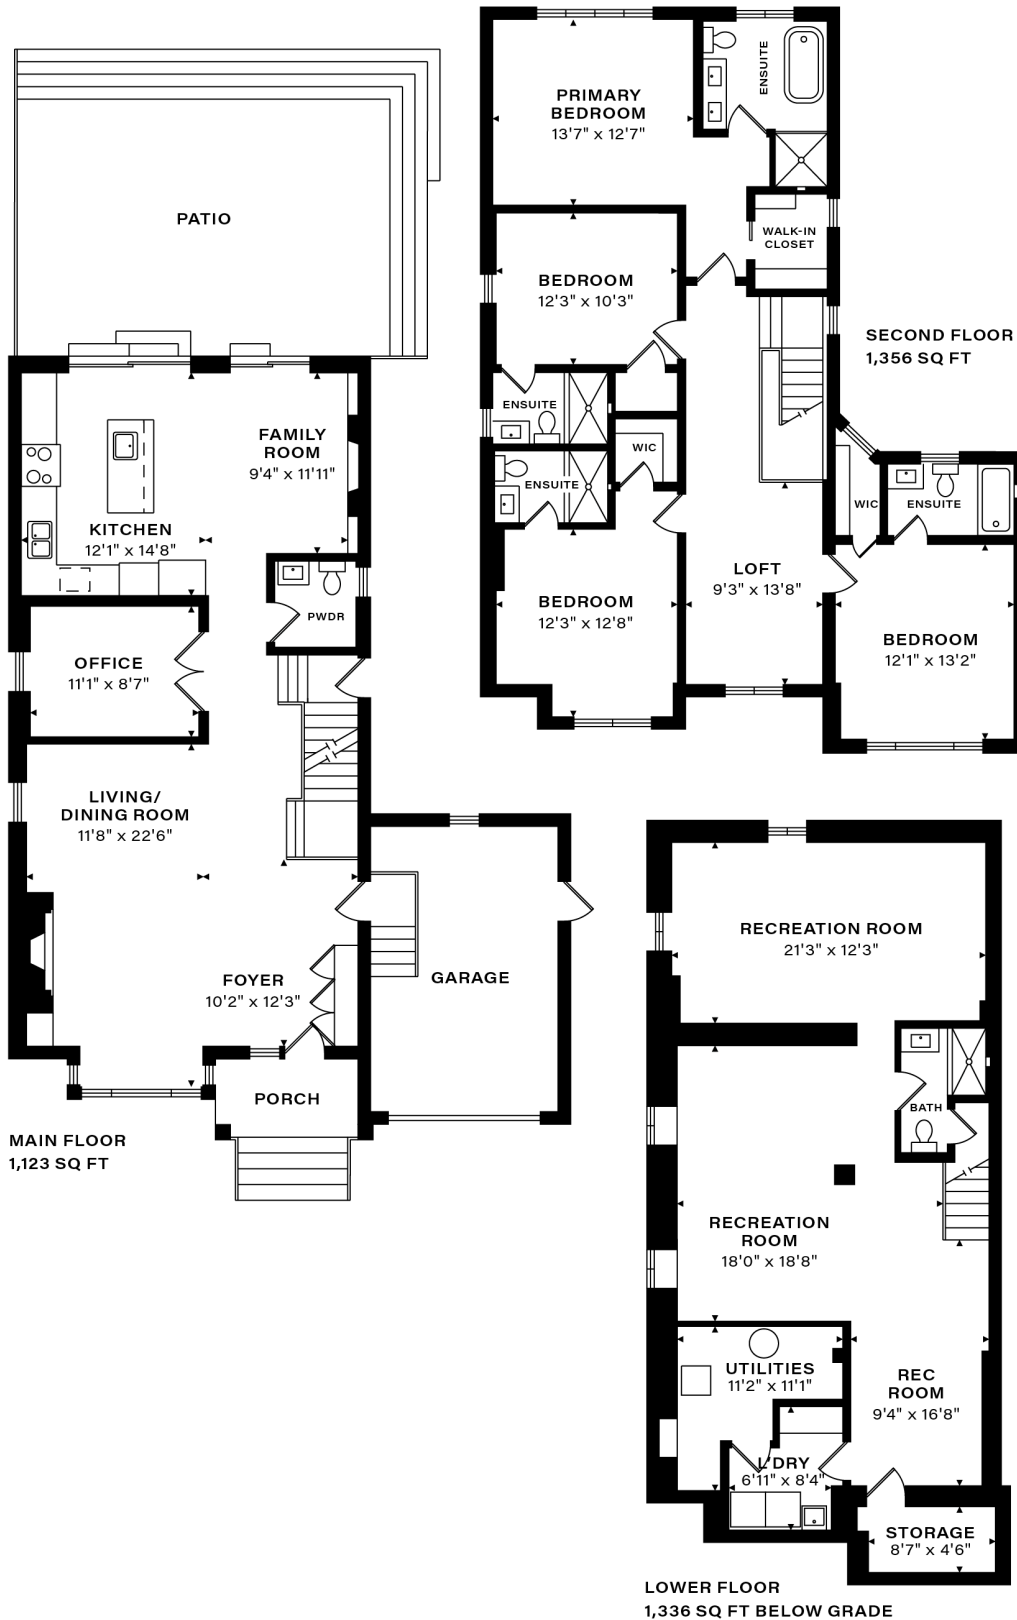 PATIO
FAMILY
ROOM
9'4" x 11'11"
KITCHEN
12'1" x 14'8"
PWDR
OFFICE
11'1" x 8'7"
LIVING/
DINING ROOM
11'8" x 22'6"
FOYER
10'2" x 12'3"
GARAGE
PORCH
MAIN FLOOR
1,123 SQ FT
PRIMARY
BEDROOM
13'7" x 12'7"
ENSUITE
WALK-IN
CLOSET
BEDROOM
12'3" x 10'3"
SECOND FLOOR
1,356 SQ FT
ENSUITE
WIC
ENSUITE
WIC
ENSUITE
LOFT
9'3" x 13'8"
BEDROOM
12'3" x 12'8"
BEDROOM
12'1" x 13'2"
RECREATION ROOM
21'3" x 12'3"
BATH
RECREATION
ROOM
18'0" x 18'8"
UTILITIES
11'2" x 11'1"
REC
ROOM
9'4" x 16'8"
L'DRY
6'11" x 8'4"
STORAGE
8'7" x 4'6"
LOWER FLOOR
1,336 SQ FT BELOW GRADE